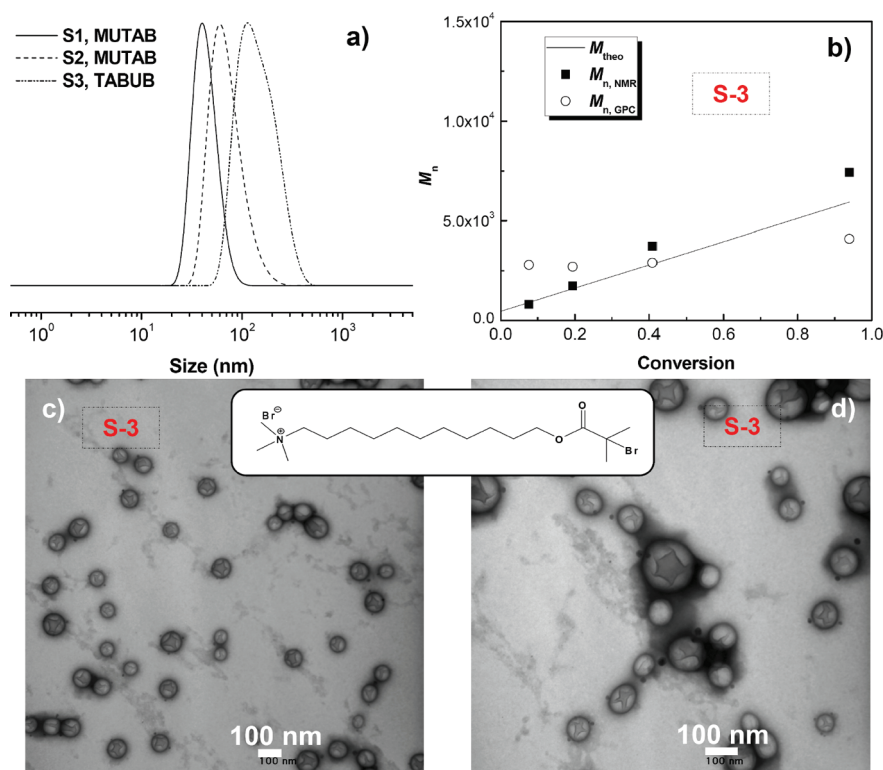 S1, MUTAB
S2, MUTAB
S3, TABUB
a)
10⁰
10¹
10²
10³
Size (nm)
b)
M_theo
M_n, NMR
M_n, GPC
S-3
1.5x10⁴
1.0x10⁴
5.0x10³
0.0
M_n
0.0 0.2 0.4 0.6 0.8 1.0
Conversion
c)
S-3
100 nm
100 nm
Br⊖
N⊕
O
O
Br
d)
S-3
100 nm
100 nm